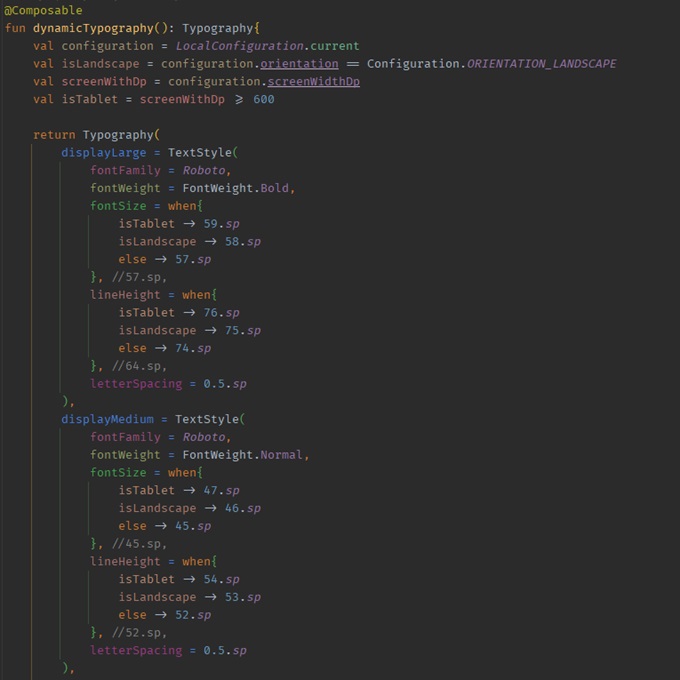 @Composable
fun dynamicTypography(): Typography{
    val configuration = LocalConfiguration.current
    val isLandscape = configuration.orientation == Configuration.ORIENTATION_LANDSCAPE
    val screenWithDp = configuration.screenWidthDp
    val isTablet = screenWithDp >= 600

    return Typography(
        displayLarge = TextStyle(
            fontFamily = Roboto,
            fontWeight = FontWeight.Bold,
            fontSize = when{
                isTablet -> 59.sp
                isLandscape -> 58.sp
                else -> 57.sp
            }, //57.sp,
            lineHeight = when{
                isTablet -> 76.sp
                isLandscape -> 75.sp
                else -> 74.sp
            }, //64.sp,
            letterSpacing = 0.5.sp
        ),
        displayMedium = TextStyle(
            fontFamily = Roboto,
            fontWeight = FontWeight.Normal,
            fontSize = when{
                isTablet -> 47.sp
                isLandscape -> 46.sp
                else -> 45.sp
            }, //45.sp,
            lineHeight = when{
                isTablet -> 54.sp
                isLandscape -> 53.sp
                else -> 52.sp
            }, //52.sp,
            letterSpacing = 0.5.sp
        ),